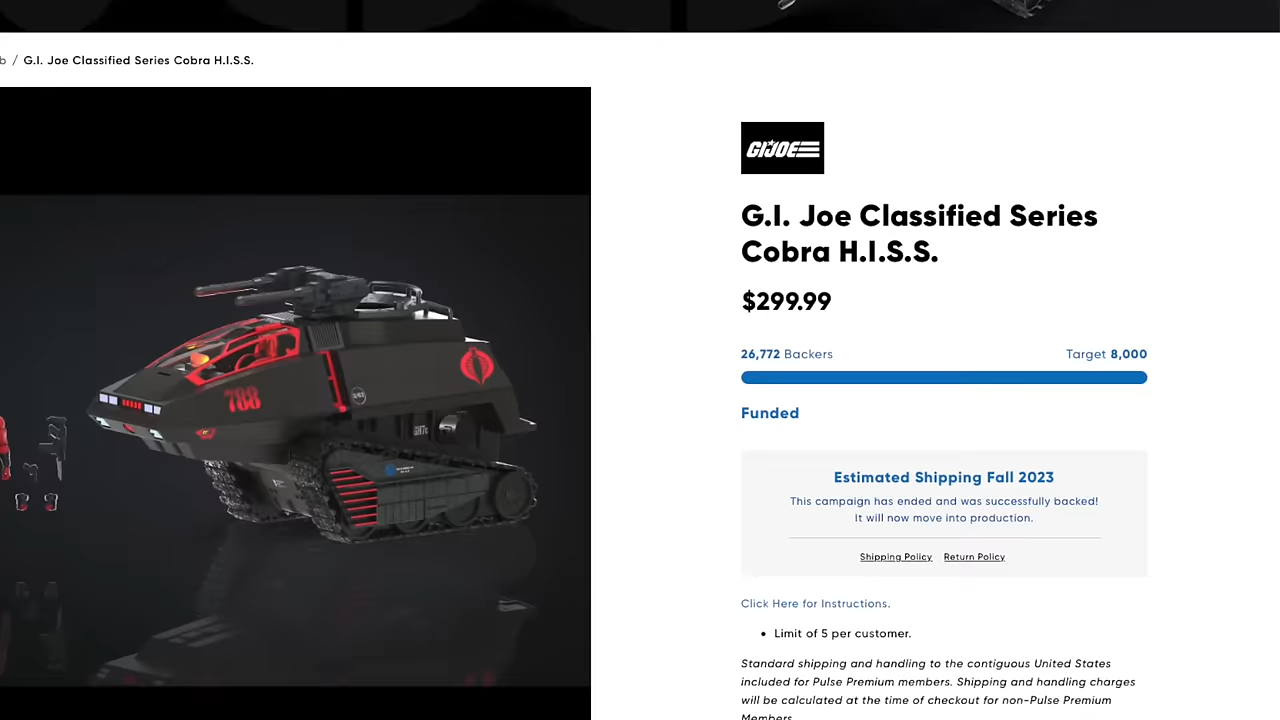 b / G.I. Joe Classified Series Cobra H.I.S.S.
GIJOE
G.I. Joe Classified Series
Cobra H.I.S.S.
$299.99
26,772 Backers
Target 8,000
Funded
788
Estimated Shipping Fall 2023
This campaign has ended and was successfully backed!
It will now move into production.
Shipping Policy Return Policy
Click Here for Instructions.
• Limit of 5 per customer.
Standard shipping and handling to the contiguous United States
included for Pulse Premium members. Shipping and handling charges
will be calculated at the time of checkout for non-Pulse Premium
Members